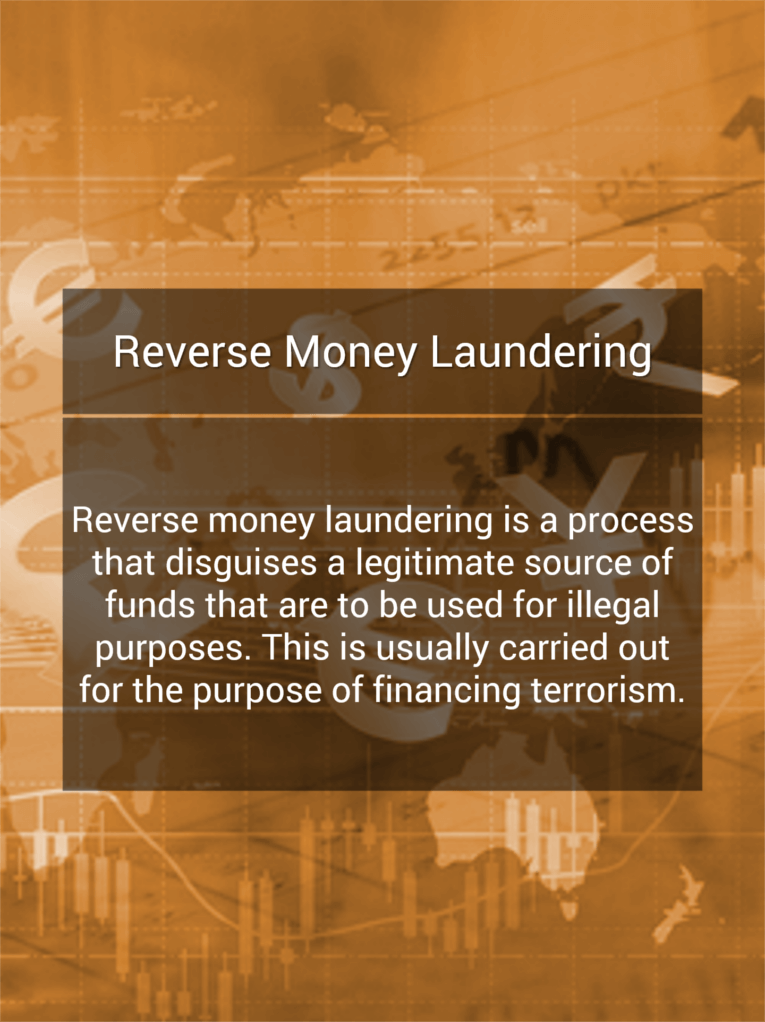 Reverse Money Laundering
Reverse money laundering is a process
that disguises a legitimate source of
funds that are to be used for illegal
purposes. This is usually carried out
for the purpose of financing terrorism.